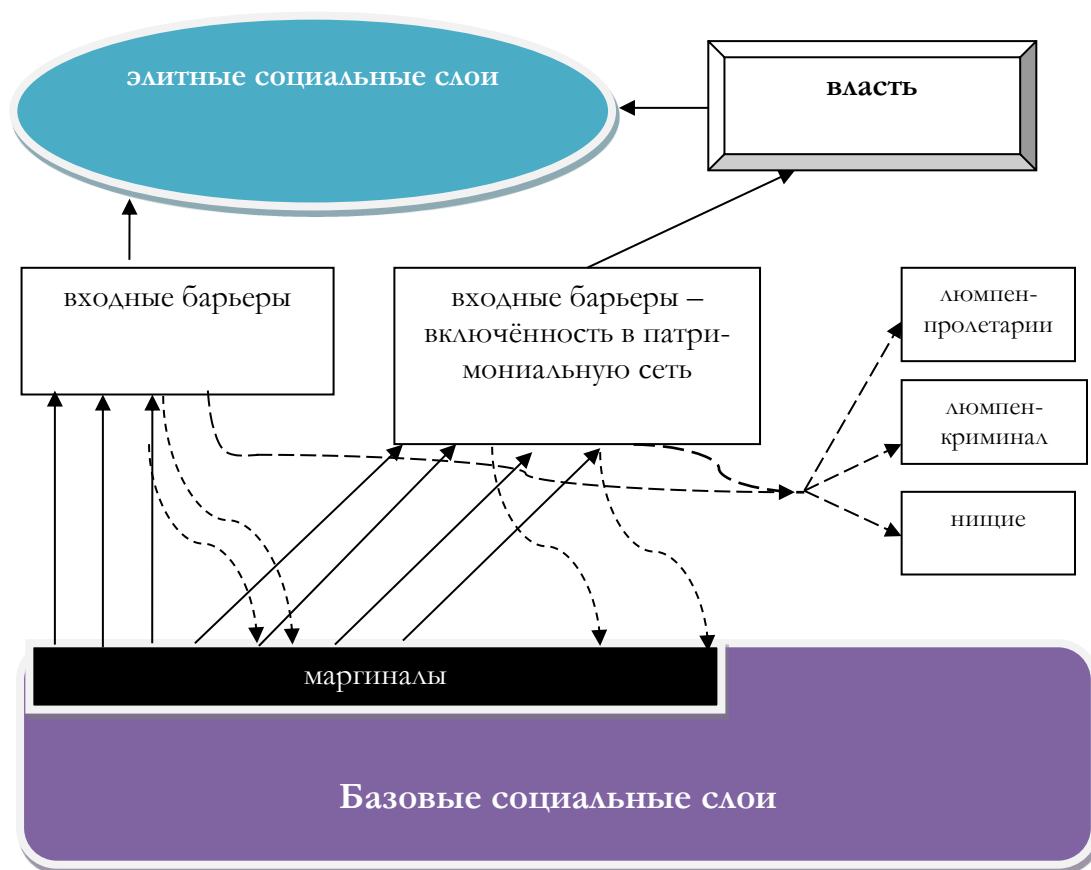 элитные социальные слои
власть
входные барьеры
входные барьеры –
включённость в патри-
мониальную сеть
люмпен-
пролетарии
люмпен-
криминал
нищие
маргиналы
Базовые социальные слои